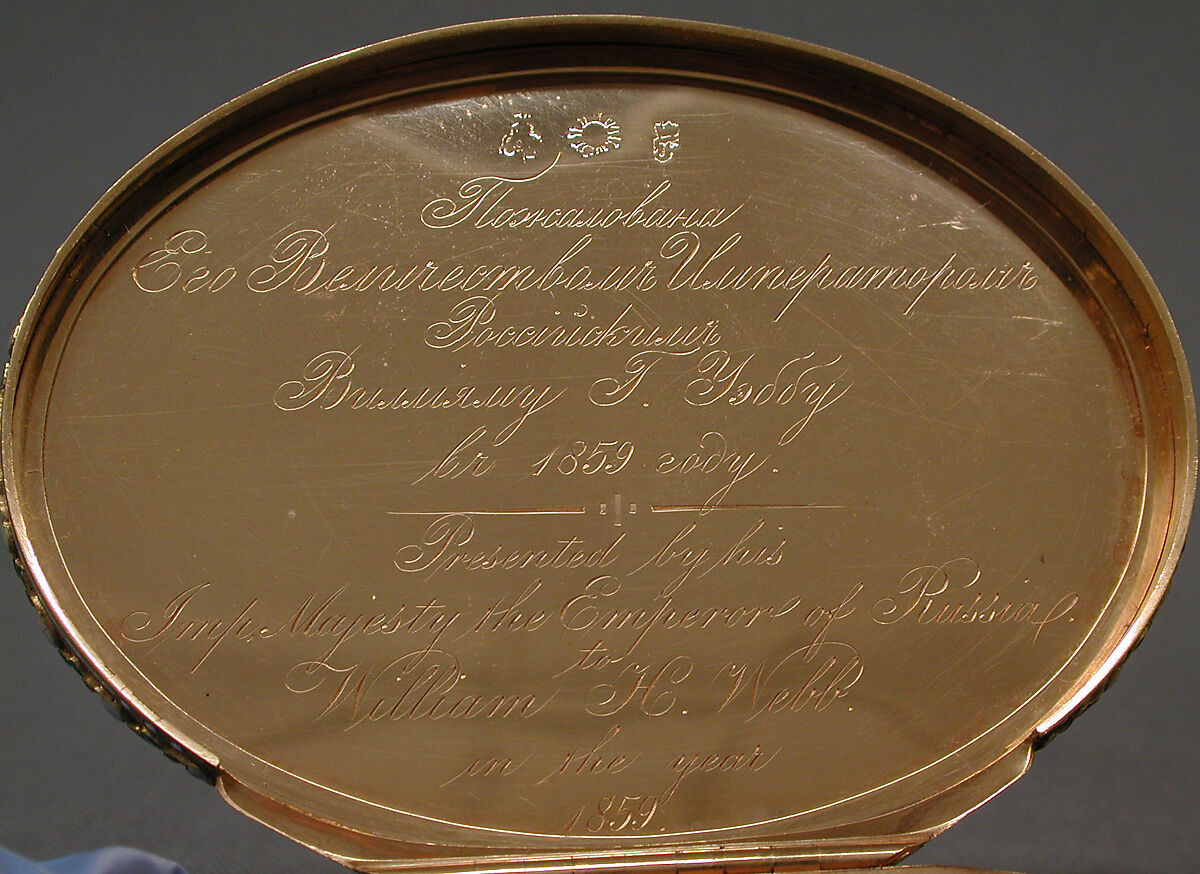 Пожалована
Его Величествомъ Императоромъ
Россійскимъ
Вилліяму Г. Уэббу
въ 1859 году.
Presented by his
Imp. Majesty the Emperor of Russia.
to
William H. Webb.
in the year
1859.